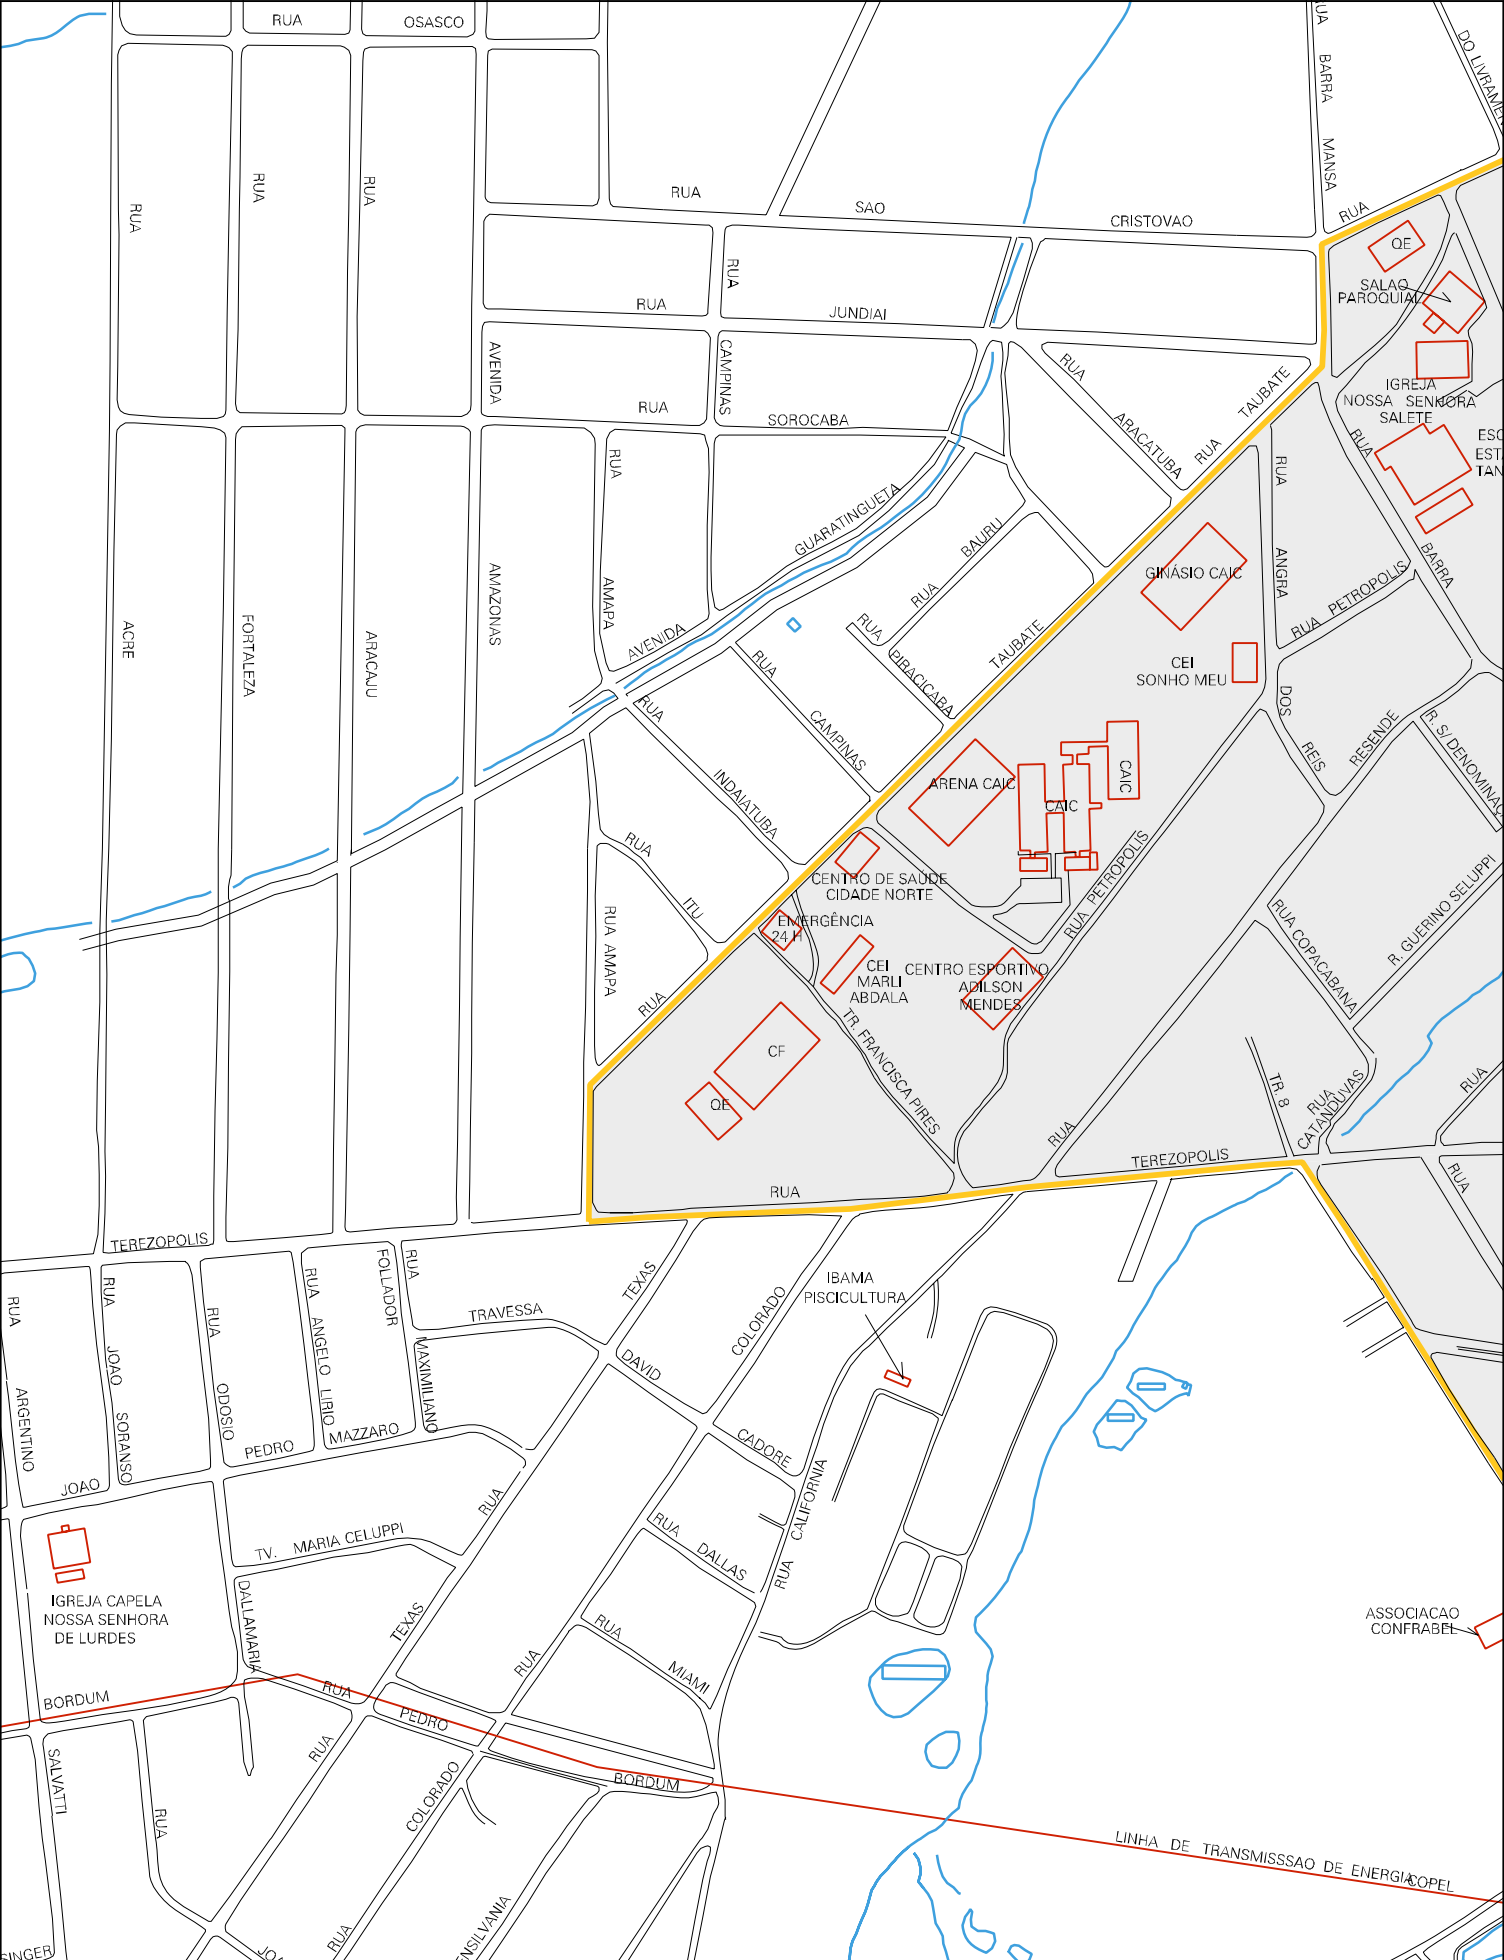 RUA
OSASCO
RUA
BARRA
MANSA
RUA
RUA
RUA
RUA
RUA
SAO
CRISTOVAO
RUA
QE
SALAO
PAROQUIAL
RUA
RUA
JUNDIAI
AVENIDA
CAMPINAS
RUA
SOROCABA
RUA
ARACATUBA
RUA
TAUBATE
IGREJA
NOSSA SENHORA
SALETE
RUA
BARRA
RUA
ANGRA
DOS
REIS
RUA
AMAPA
GUARATINGUETA
AVENIDA
RUA
BAURU
RUA
PIRACICABA
TAUBATE
GINÁSIO CAIC
RUA PETROPOLIS
CEI
SONHO MEU
ACRE
FORTALEZA
ARACAJU
AMAZONAS
RUA
CAMPINAS
RUA
INDAIATUBA
RESENDE
R. S/ DENOMINAÇ
ARENA CAIC
CAIC
CAIC
RUA
ITU
CENTRO DE SAÚDE
CIDADE NORTE
EMERGÊNCIA
24 H
RUA PETROPOLIS
RUA COPACABANA
R. GUERINO SELUPPI
RUA AMAPA
RUA
CEI
MARLI
ABDALA
CENTRO ESPORTIVO
ADILSON
MENDES
CF
QE
TR. FRANCISCA PIRES
TR. 8
RUA
CATANDUVAS
RUA
RUA
RUA
TEREZOPOLIS
RUA
TEREZOPOLIS
RUA
ARGENTINO
RUA
JOAO
SORANSO
RUA
ODOSIO
RUA
ANGELO LIRIO
FOLLADOR
RUA
MAXIMILIANO
TRAVESSA
TEXAS
DAVID
COLORADO
IBAMA
PISCICULTURA
PEDRO
MAZZARO
CADORE
JOAO
RUA
RUA
CALIFORNIA
TV. MARIA CELUPPI
RUA
DALLAS
IGREJA CAPELA
NOSSA SENHORA
DE LURDES
DALLAMARIA
TEXAS
RUA
RUA
MIAMI
ASSOCIACAO
CONFRABEL
BORDUM
RUA
PEDRO
BORDUM
RUA
COLORADO
SALVATTI
RUA
LINHA DE TRANSMISSSAO DE ENERGIA
COPEL
RUA